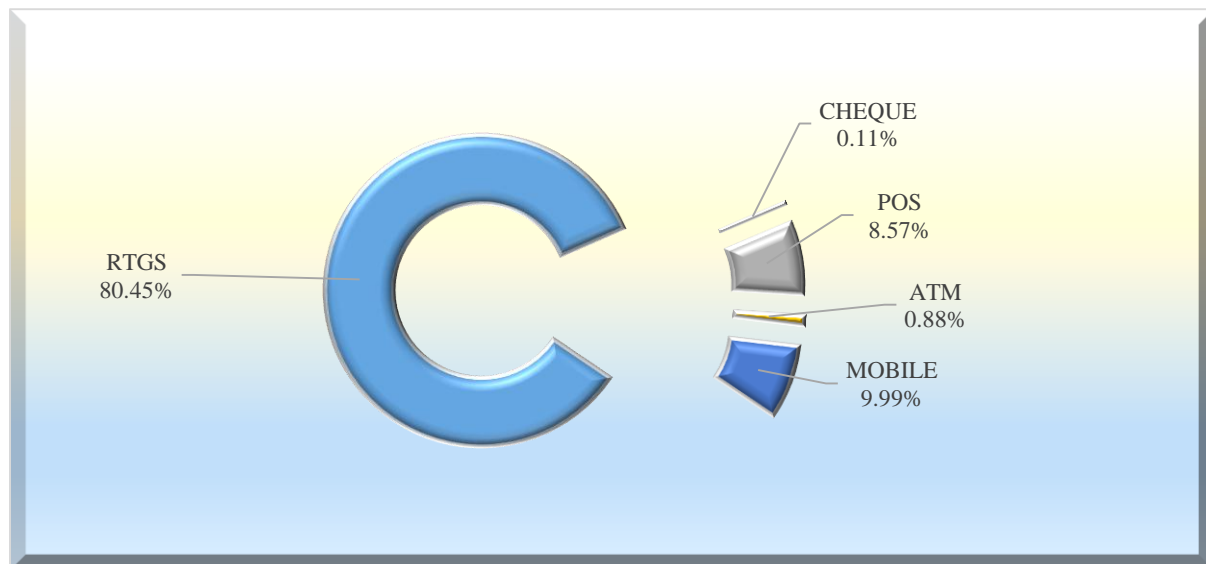 CHEQUE
0.11%
POS
8.57%
RTGS
80.45%
ATM
0.88%
MOBILE
9.99%